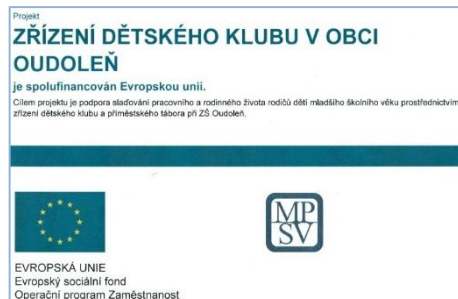 Projekt
ZŘÍZENÍ DĚTSKÉHO KLUBU V OBCI
OUDOLEŇ
je spolufinancován Evropskou unií.
Cílem projektu je podpora slaďování pracovního a rodinného života rodičů dětí mladšího školního věku prostřednictvím
zřízení dětského klubu a příměstského tábora při ZŠ Oudoleň.
MP
SV
EVROPSKÁ UNIE
Evropský sociální fond
Operační program Zaměstnanost